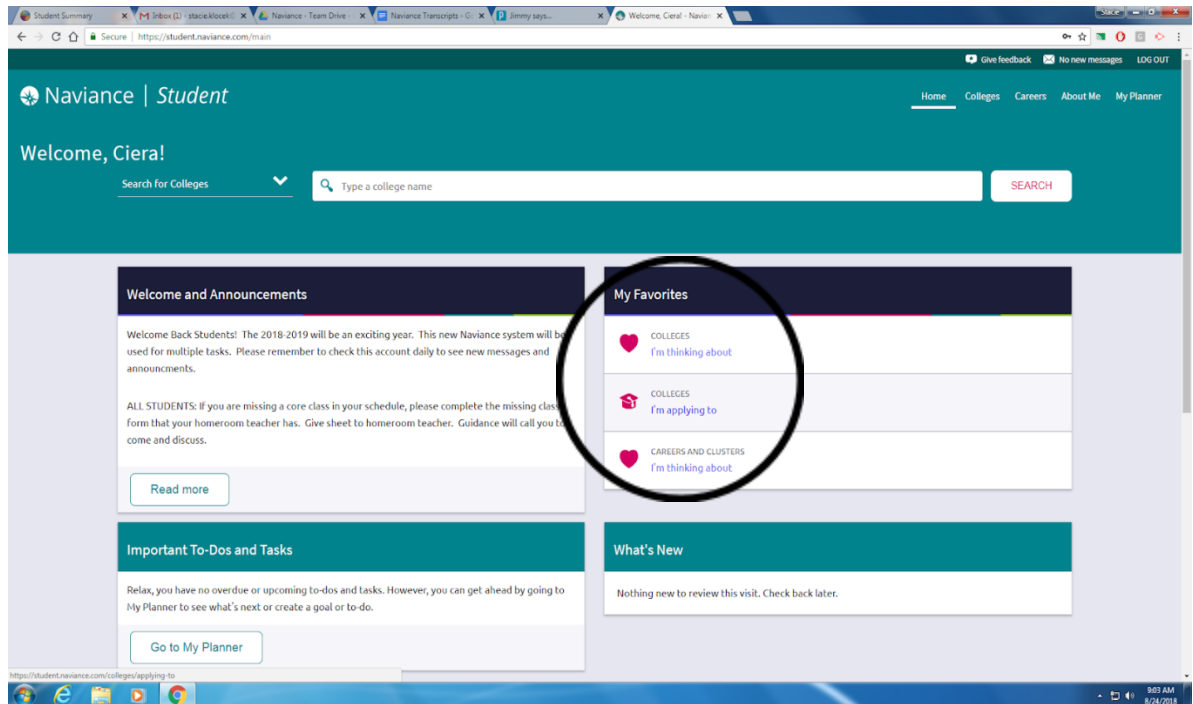 Student Summary
Inbox (1) - stacie.klocek
Naviance - Team Drive -
Naviance Transcripts - G
Jimmy says...
Welcome, Ciera! - Navian
Stacie
Secure | https://student.naviance.com/main
Give feedback No new messages LOG OUT
Naviance | Student
Home Colleges Careers About Me My Planner
Welcome, Ciera!
Search for Colleges
Type a college name
SEARCH
Welcome and Announcements
Welcome Back Students! The 2018-2019 will be an exciting year. This new Naviance system will be
used for multiple tasks. Please remember to check this account daily to see new messages and
announcments.
ALL STUDENTS: If you are missing a core class in your schedule, please complete the missing class
form that your homeroom teacher has. Give sheet to homeroom teacher. Guidance will call you to
come and discuss.
Read more
My Favorites
COLLEGES
I'm thinking about
COLLEGES
I'm applying to
CAREERS AND CLUSTERS
I'm thinking about
Important To-Dos and Tasks
Relax, you have no overdue or upcoming to-dos and tasks. However, you can get ahead by going to
My Planner to see what's next or create a goal or to-do.
Go to My Planner
What's New
Nothing new to review this visit. Check back later.
https://student.naviance.com/colleges/applying-to
9:03 AM
8/24/2018